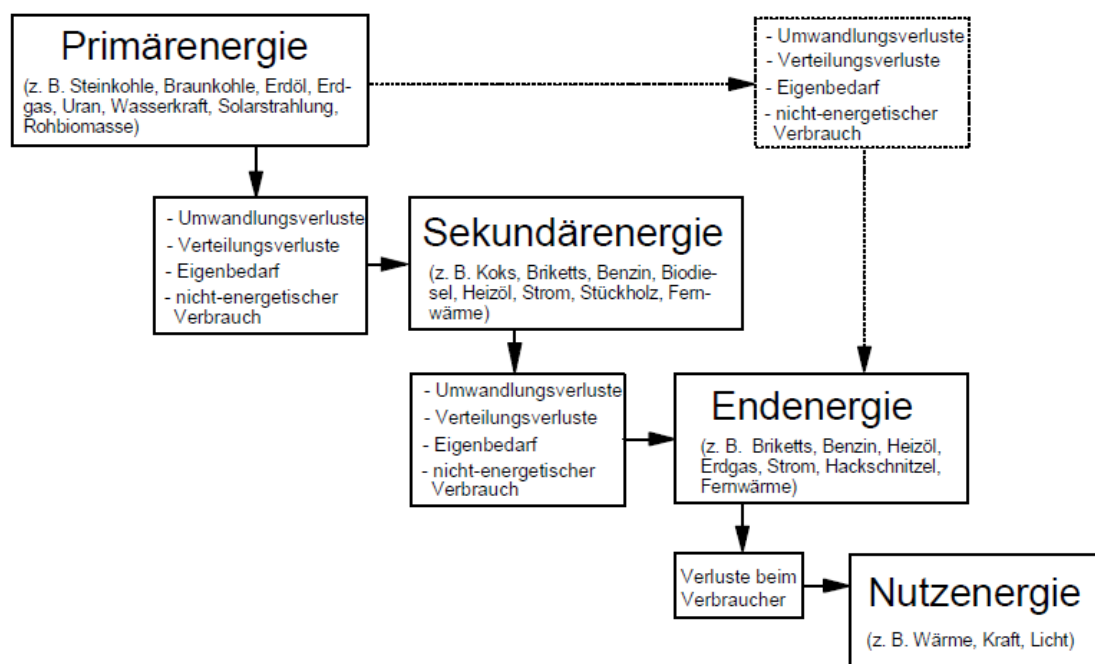 Primärenergie
(z. B. Steinkohle, Braunkohle, Erdöl, Erd-
gas, Uran, Wasserkraft, Solarstrahlung,
Rohbiomasse)
- Umwandlungsverluste
- Verteilungsverluste
- Eigenbedarf
- nicht-energetischer
Verbrauch
- Umwandlungsverluste
- Verteilungsverluste
- Eigenbedarf
- nicht-energetischer
Verbrauch
Sekundärenergie
(z. B. Koks, Briketts, Benzin, Biodie-
sel, Heizöl, Strom, Stückholz, Fern-
wärme)
- Umwandlungsverluste
- Verteilungsverluste
- Eigenbedarf
- nicht-energetischer
Verbrauch
Endenergie
(z. B. Briketts, Benzin, Heizöl,
Erdgas, Strom, Hackschnitzel,
Fernwärme)
Verluste beim
Verbraucher
Nutzenergie
(z. B. Wärme, Kraft, Licht)